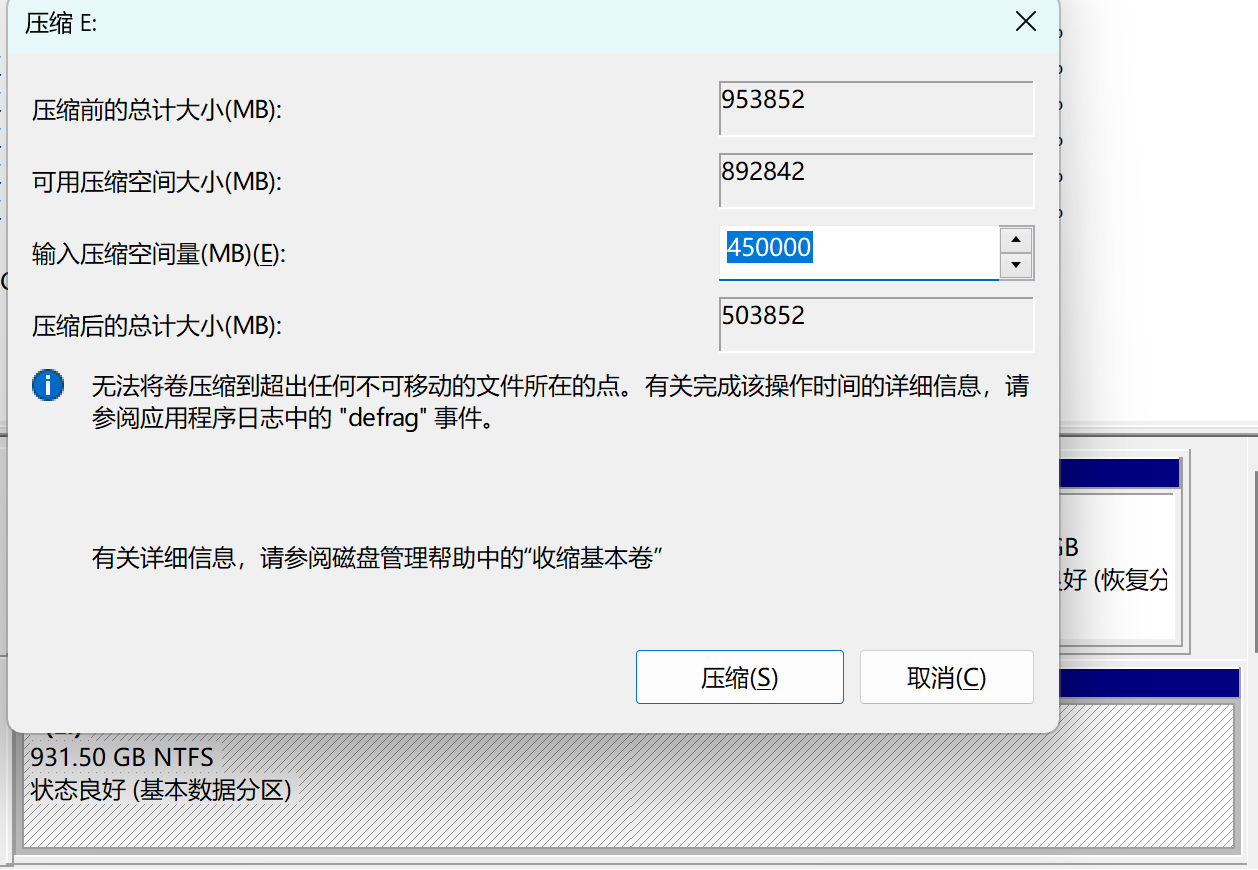 压缩 E:
压缩前的总计大小(MB):
953852
可用压缩空间大小(MB):
892842
输入压缩空间量(MB)(E):
450000
压缩后的总计大小(MB):
503852
无法将卷压缩到超出任何不可移动的文件所在的点。有关完成该操作时间的详细信息，请
参阅应用程序日志中的 "defrag" 事件。
有关详细信息，请参阅磁盘管理帮助中的“收缩基本卷”
压缩(S)
取消(C)
GB
好 (恢复分
931.50 GB NTFS
状态良好 (基本数据分区)